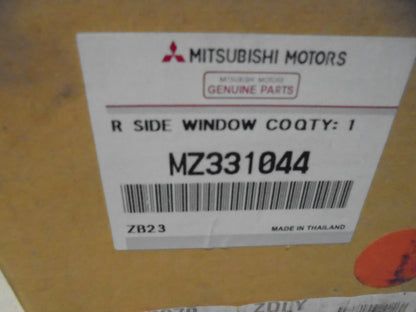 MITSUBISHI MOTORS
MITSUBISHI MOTORS
GENUINE PARTS
R SIDE WINDOW COQTY: 1
MZ331044
ZB23
MADE IN THAILAND